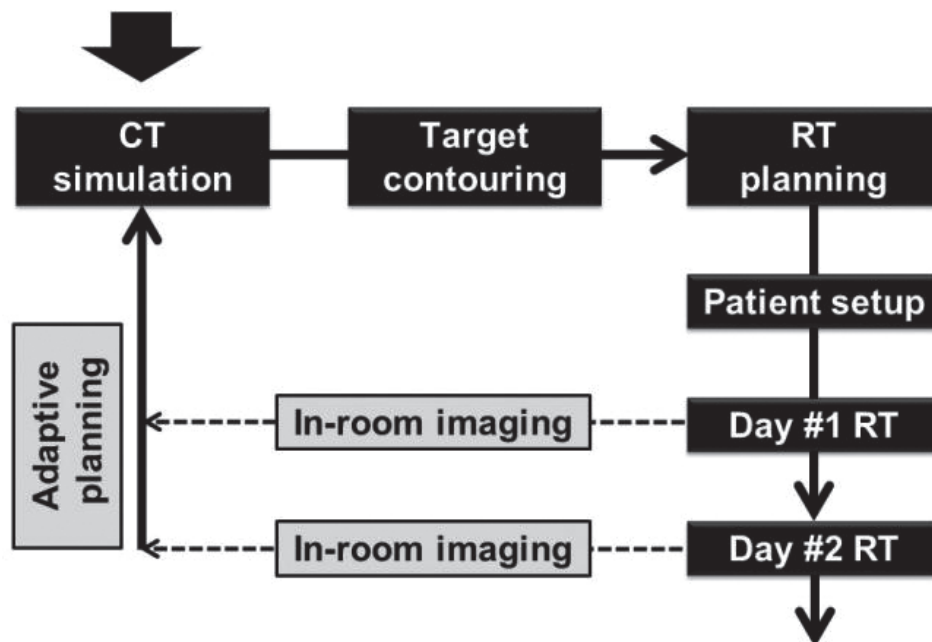 CT
simulation
Target
contouring
RT
planning
Patient setup
Adaptive
planning
In-room imaging
Day #1 RT
In-room imaging
Day #2 RT